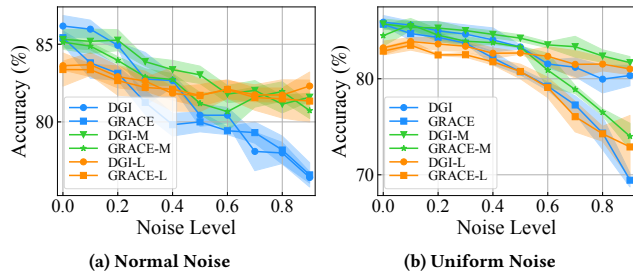 Accuracy (%)
85
80
DGI
GRACE
DGI-M
GRACE-M
DGI-L
GRACE-L
0.0 0.2 0.4 0.6 0.8
Noise Level
(a) Normal Noise
Accuracy (%)
80
70
DGI
GRACE
DGI-M
GRACE-M
DGI-L
GRACE-L
0.0 0.2 0.4 0.6 0.8
Noise Level
(b) Uniform Noise